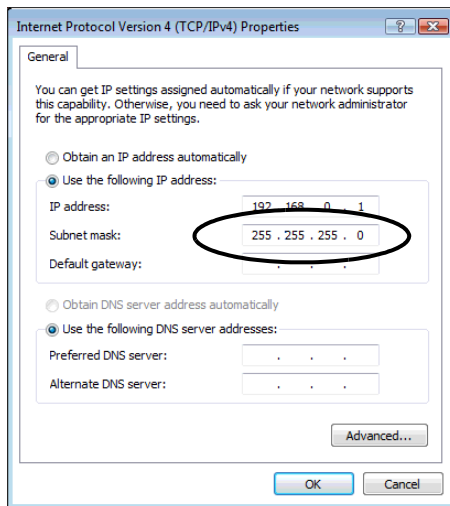 Internet Protocol Version 4 (TCP/IPv4) Properties
General
You can get IP settings assigned automatically if your network supports
this capability. Otherwise, you need to ask your network administrator
for the appropriate IP settings.
Obtain an IP address automatically
Use the following IP address:
IP address: 192 . 168 . 0 . 1
Subnet mask: 255 . 255 . 255 . 0
Default gateway: . . .
Obtain DNS server address automatically
Use the following DNS server addresses:
Preferred DNS server: . . .
Alternate DNS server: . . .
Advanced...
OK Cancel